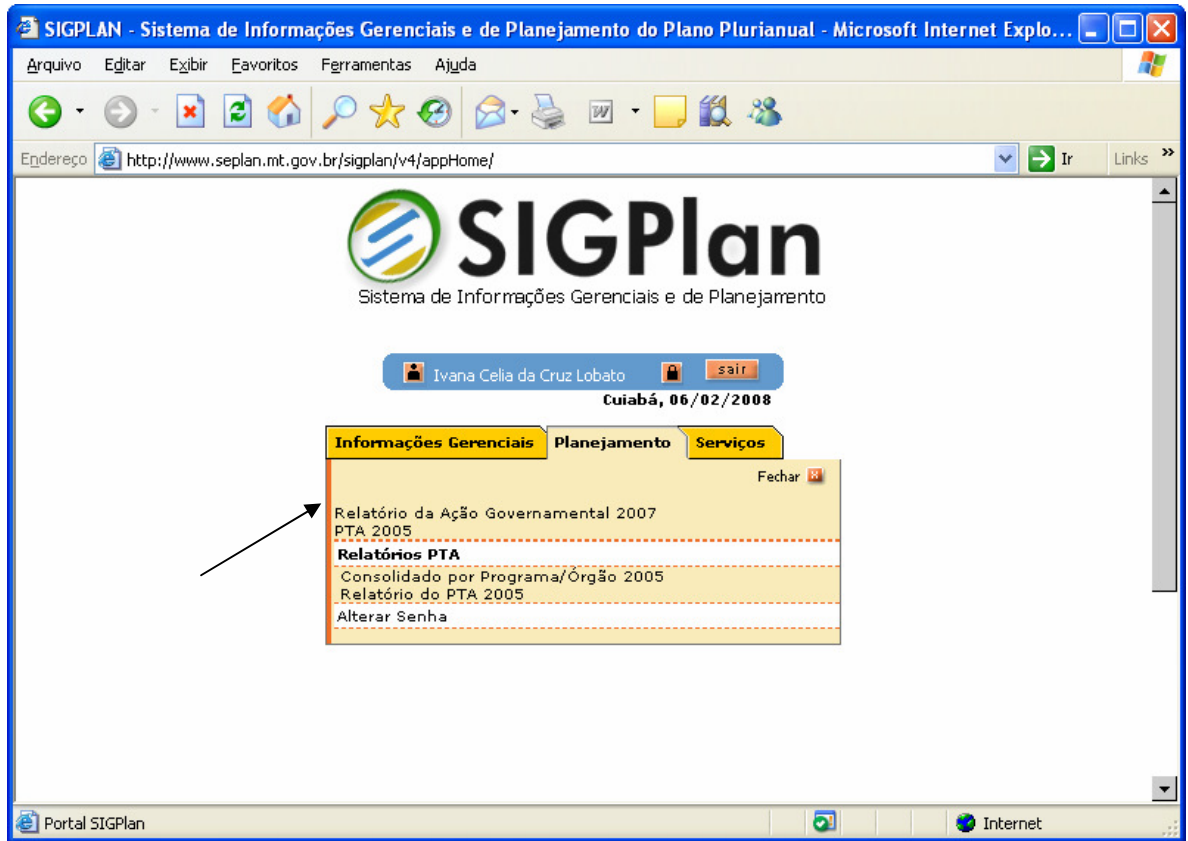 SIGPLAN - Sistema de Informações Gerenciais e de Planejamento do Plano Plurianual - Microsoft Internet Explo...
Arquivo Editar Exibir Favoritos Ferramentas Ajuda
Endereço http://www.seplan.mt.gov.br/sigplan/v4/appHome/ Ir Links »
SIGPlan
Sistema de Informações Gerenciais e de Planejamento
Ivana Celia da Cruz Lobato sair
Cuiabá, 06/02/2008
Informações Gerenciais Planejamento Serviços
Fechar
Relatório da Ação Governamental 2007
PTA 2005
Relatórios PTA
Consolidado por Programa/Órgão 2005
Relatório do PTA 2005
Alterar Senha
Portal SIGPlan Internet